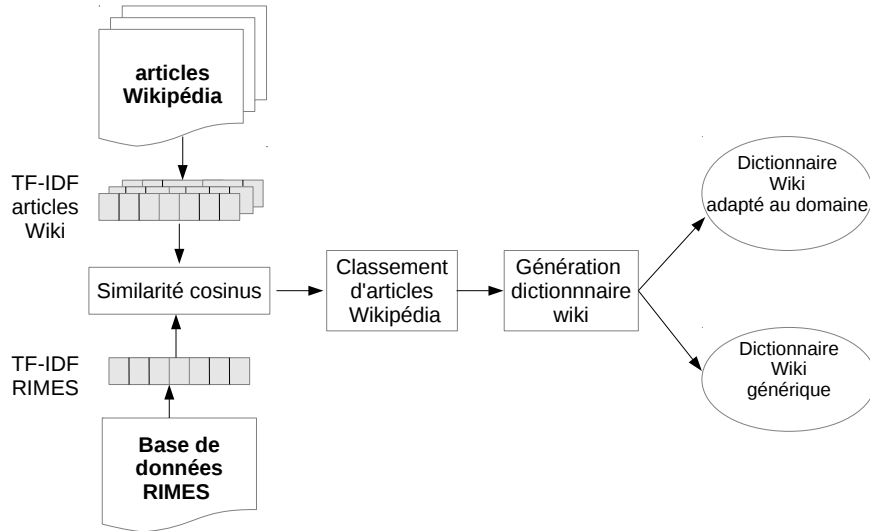 articles
Wikipédia
TF-IDF
articles
Wiki
Similarité cosinus
TF-IDF
RIMES
Base de
données
RIMES
Classement
d'articles
Wikipédia
Génération
dictionnnaire
wiki
Dictionnaire
Wiki
adapté au domaine
Dictionnaire
Wiki
générique